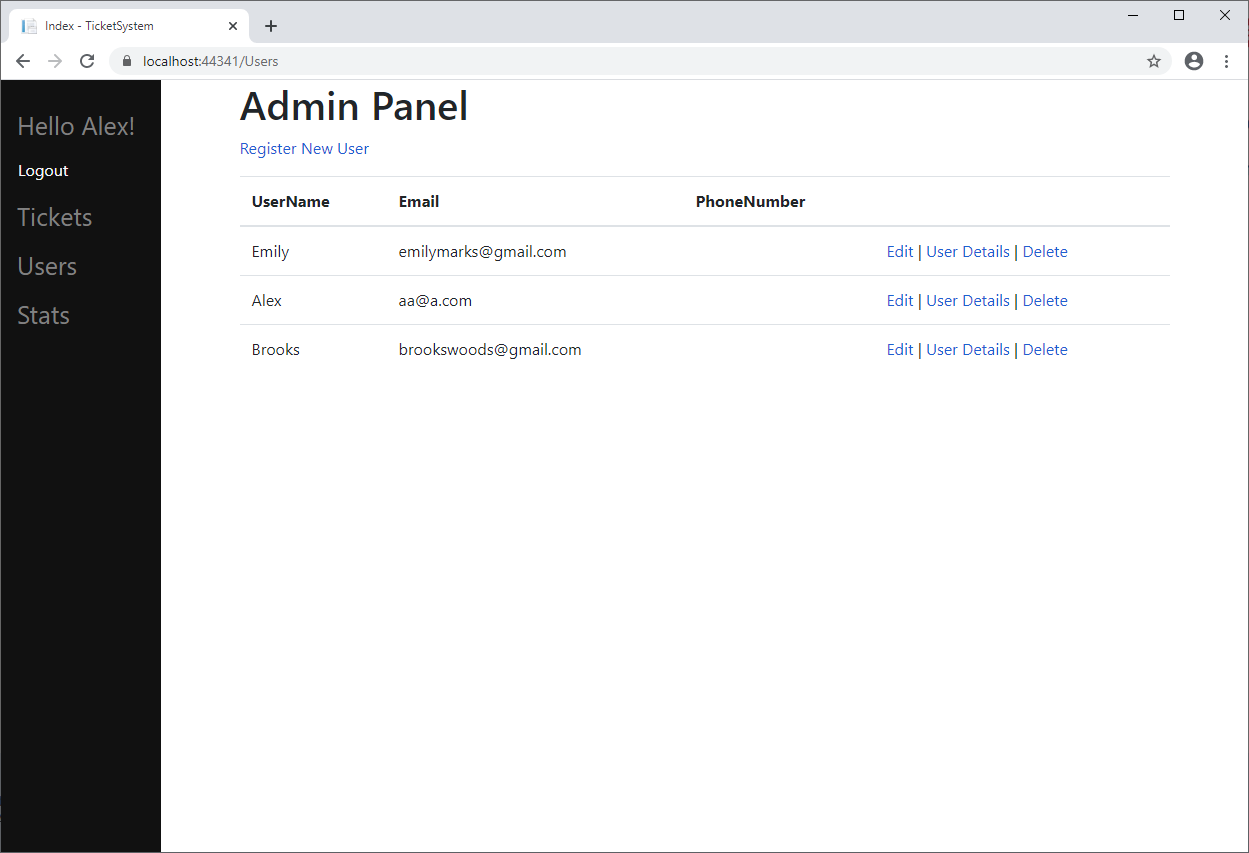 Index - TicketSystem
localhost:44341/Users
Hello Alex!
Logout
Tickets
Users
Stats
Admin Panel
Register New User
UserName Email PhoneNumber
Emily emilymarks@gmail.com Edit | User Details | Delete
Alex aa@a.com Edit | User Details | Delete
Brooks brookswoods@gmail.com Edit | User Details | Delete